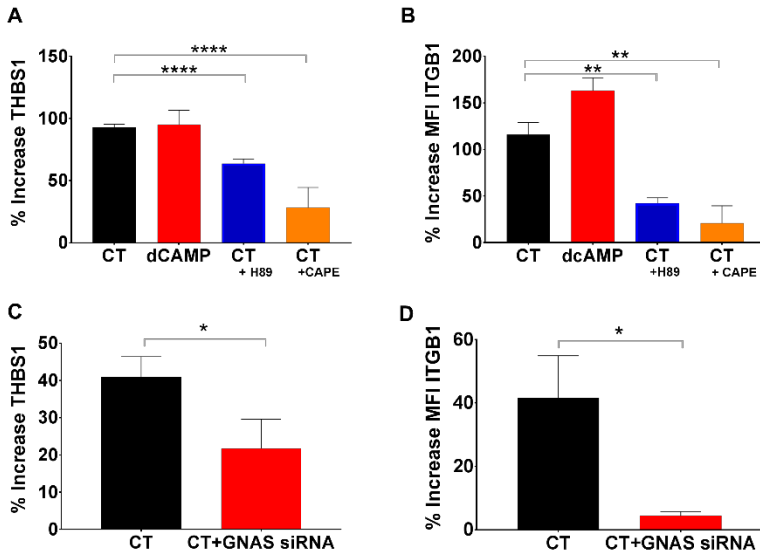 A
% Increase THBS1
150
100
50
0
****
****
CT
dCAMP
CT
+ H89
CT
+CAPE
B
% Increase MFI ITGB1
200
150
100
50
0
**
**
CT
dcAMP
CT
+H89
CT
+ CAPE
C
% Increase THBS1
50
40
30
20
10
0
*
CT
CT+GNAS siRNA
D
% Increase MFI ITGB1
60
40
20
0
*
CT
CT+GNAS siRNA